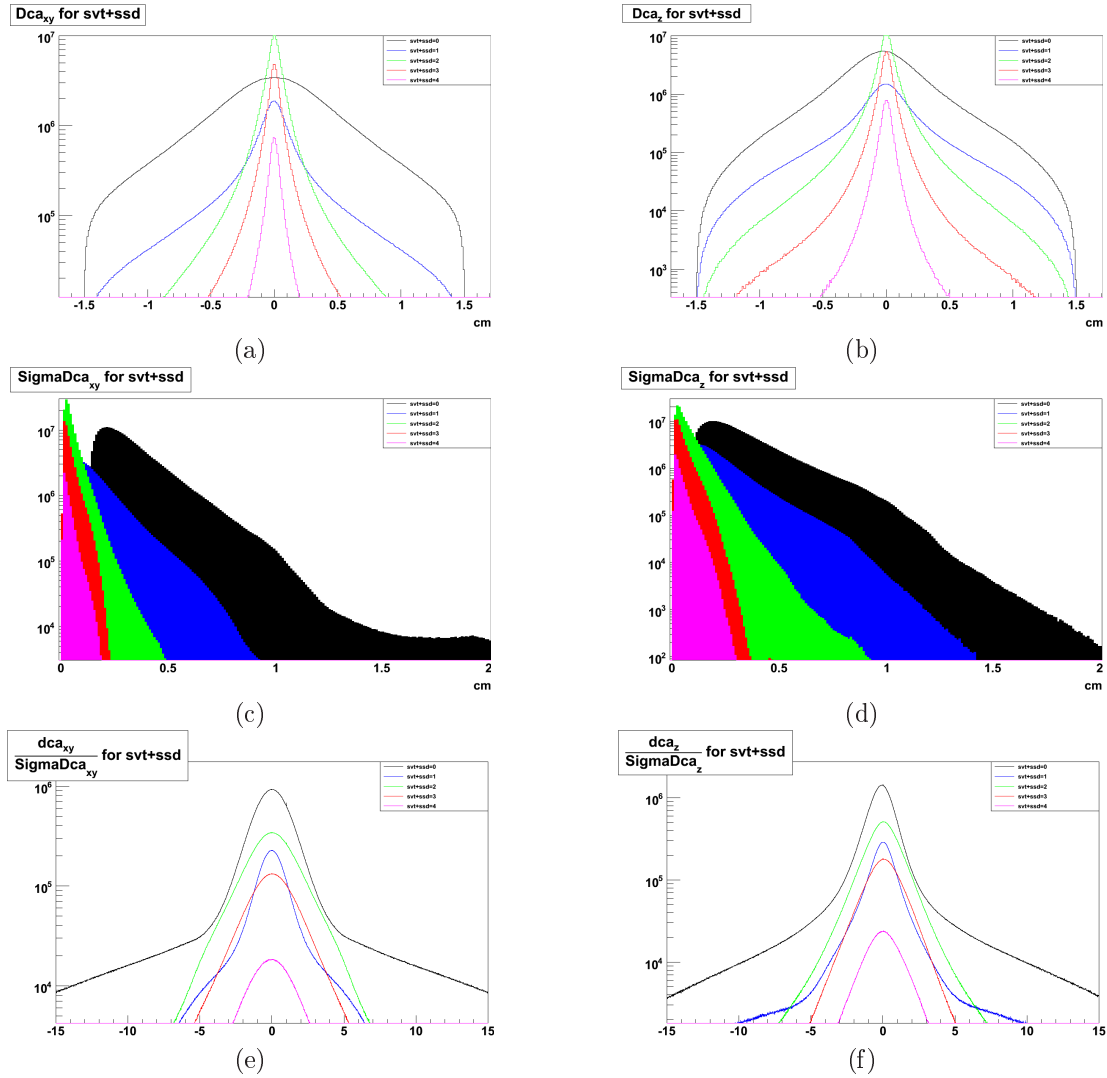 Dca_xy for svt+ssd
10^7
10^6
10^5
svt+ssd=0
svt+ssd=1
svt+ssd=2
svt+ssd=3
svt+ssd=4
-1.5 -1 -0.5 0 0.5 1 1.5
cm
(a)
Dca_z for svt+ssd
10^7
10^6
10^5
10^4
10^3
svt+ssd=0
svt+ssd=1
svt+ssd=2
svt+ssd=3
svt+ssd=4
-1.5 -1 -0.5 0 0.5 1 1.5
cm
(b)
SigmaDca_xy for svt+ssd
10^7
10^6
10^5
10^4
svt+ssd=0
svt+ssd=1
svt+ssd=2
svt+ssd=3
svt+ssd=4
0 0.5 1 1.5 2
cm
(c)
SigmaDca_z for svt+ssd
10^7
10^6
10^5
10^4
10^3
10^2
svt+ssd=0
svt+ssd=1
svt+ssd=2
svt+ssd=3
svt+ssd=4
0 0.5 1 1.5 2
cm
(d)
dca_xy
SigmaDca_xy for svt+ssd
10^6
10^5
10^4
svt+ssd=0
svt+ssd=1
svt+ssd=2
svt+ssd=3
svt+ssd=4
-15 -10 -5 0 5 10 15
(e)
dca_z
SigmaDca_z for svt+ssd
10^6
10^5
10^4
svt+ssd=0
svt+ssd=1
svt+ssd=2
svt+ssd=3
svt+ssd=4
-15 -10 -5 0 5 10 15
(f)